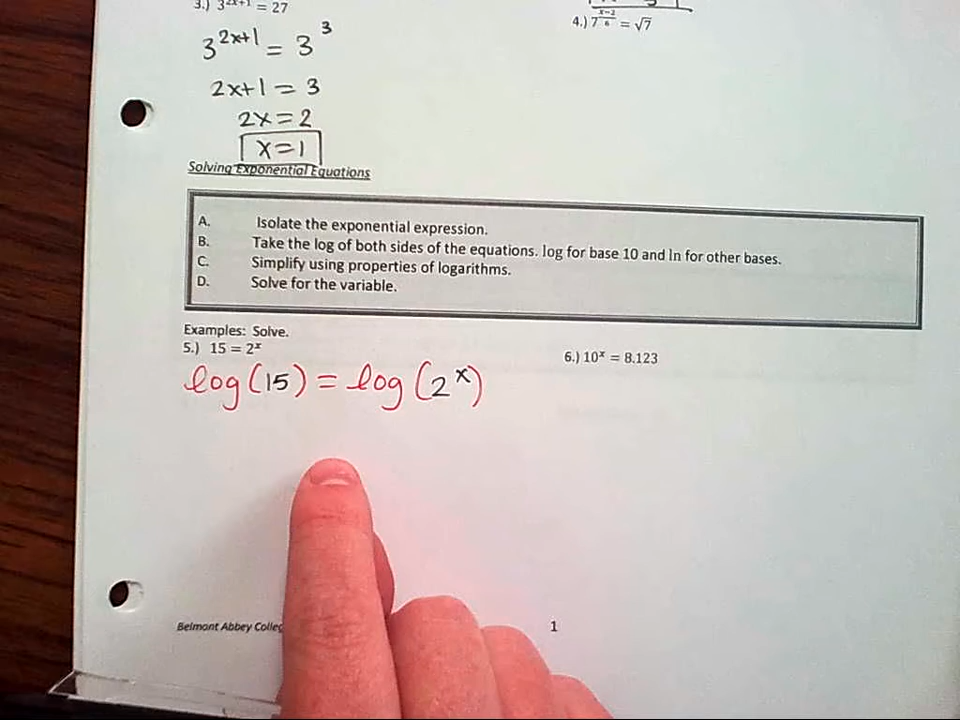 3.) 3^{2x+1} = 27
4.) 7^{\frac{x-2}{6}} = √7
3^{2x+1} = 3^3
2x+1 = 3
2x = 2
x = 1
Solving Exponential Equations
A. Isolate the exponential expression.
B. Take the log of both sides of the equations. log for base 10 and ln for other bases.
C. Simplify using properties of logarithms.
D. Solve for the variable.
Examples: Solve.
5.) 15 = 2^x
6.) 10^x = 8.123
log(15) = log(2^x)
Belmont Abbey
1